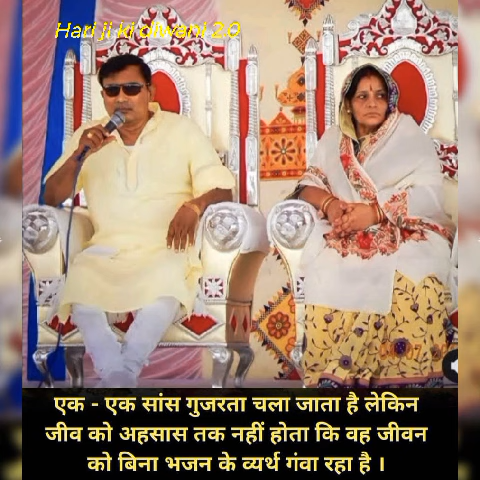 Hari ji ki diwani 2.0
एक - एक सांस गुजरता चला जाता है लेकिन
जीव को अहसास तक नहीं होता कि वह जीवन
को बिना भजन के व्यर्थ गंवा रहा है ।